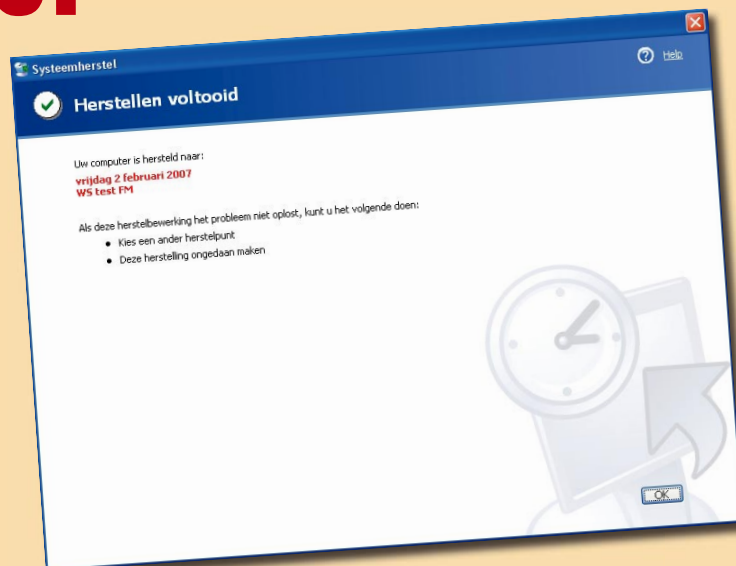 Systeemherstel
Help
Herstellen voltooid
Uw computer is hersteld naar:
vrijdag 2 februari 2007
WS test FM
Als deze herstelbewerking het probleem niet oplost, kunt u het volgende doen:
• Kies een ander herstelpunt
• Deze herstelling ongedaan maken
OK